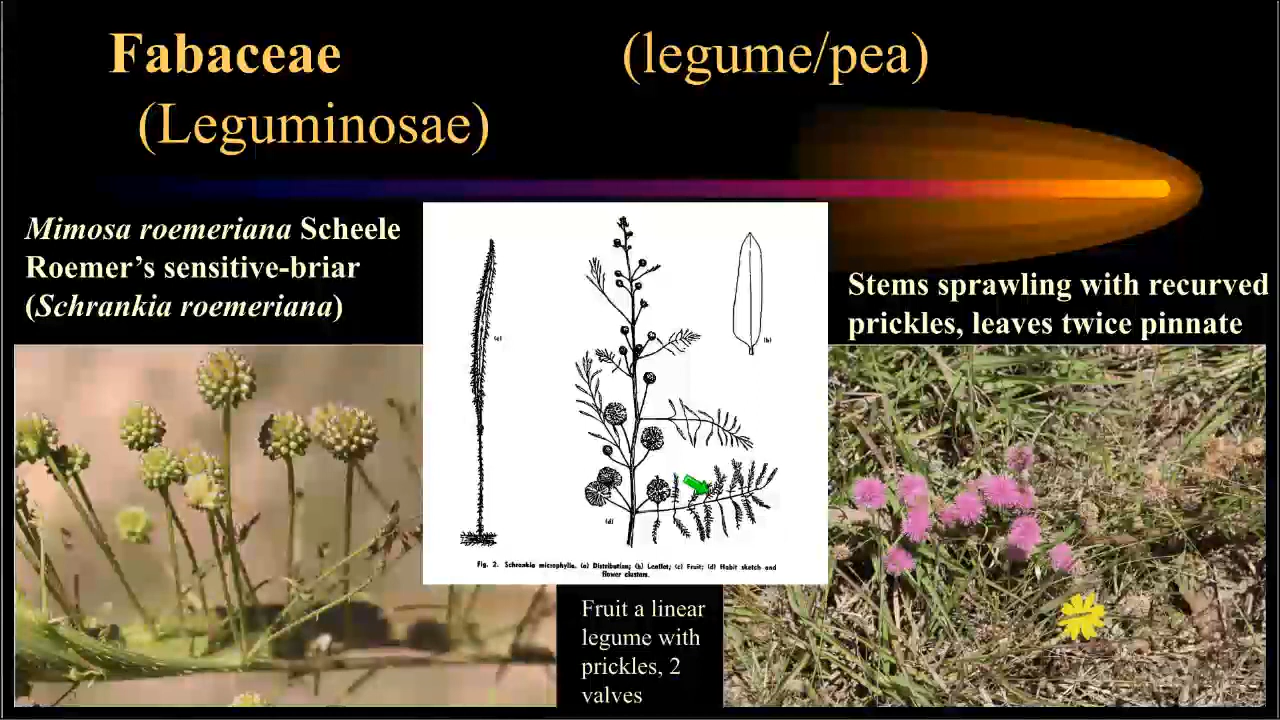 Fabaceae (legume/pea)
(Leguminosae)
Mimosa roemeriana Scheele
Roemer's sensitive-briar
(Schrankia roemeriana)
Stems sprawling with recurved
prickles, leaves twice pinnate
(c)
(b)
(d)
Fig. 2. Schrankia microphylla. (a) Distribution; (b) Leaflet; (c) Fruit; (d) Habit sketch and
flower clusters.
Fruit a linear
legume with
prickles, 2
valves